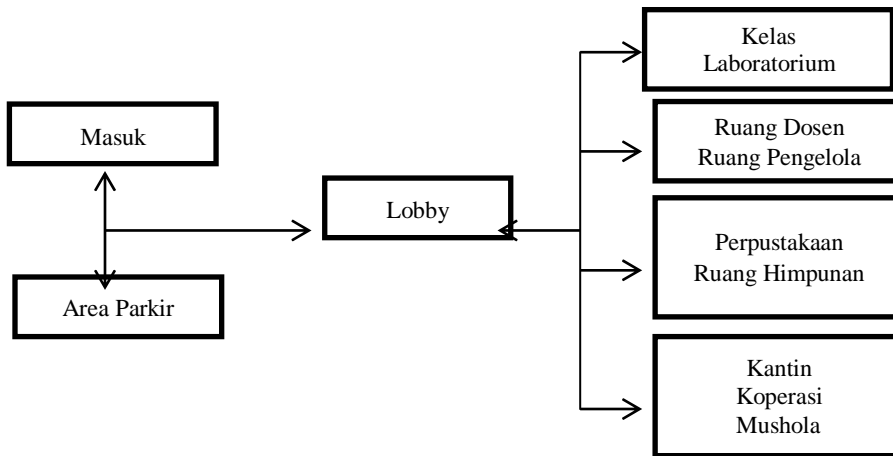 Masuk
Area Parkir
Lobby
Kelas
Laboratorium
Ruang Dosen
Ruang Pengelola
Perpustakaan
Ruang Himpunan
Kantin
Koperasi
Mushola